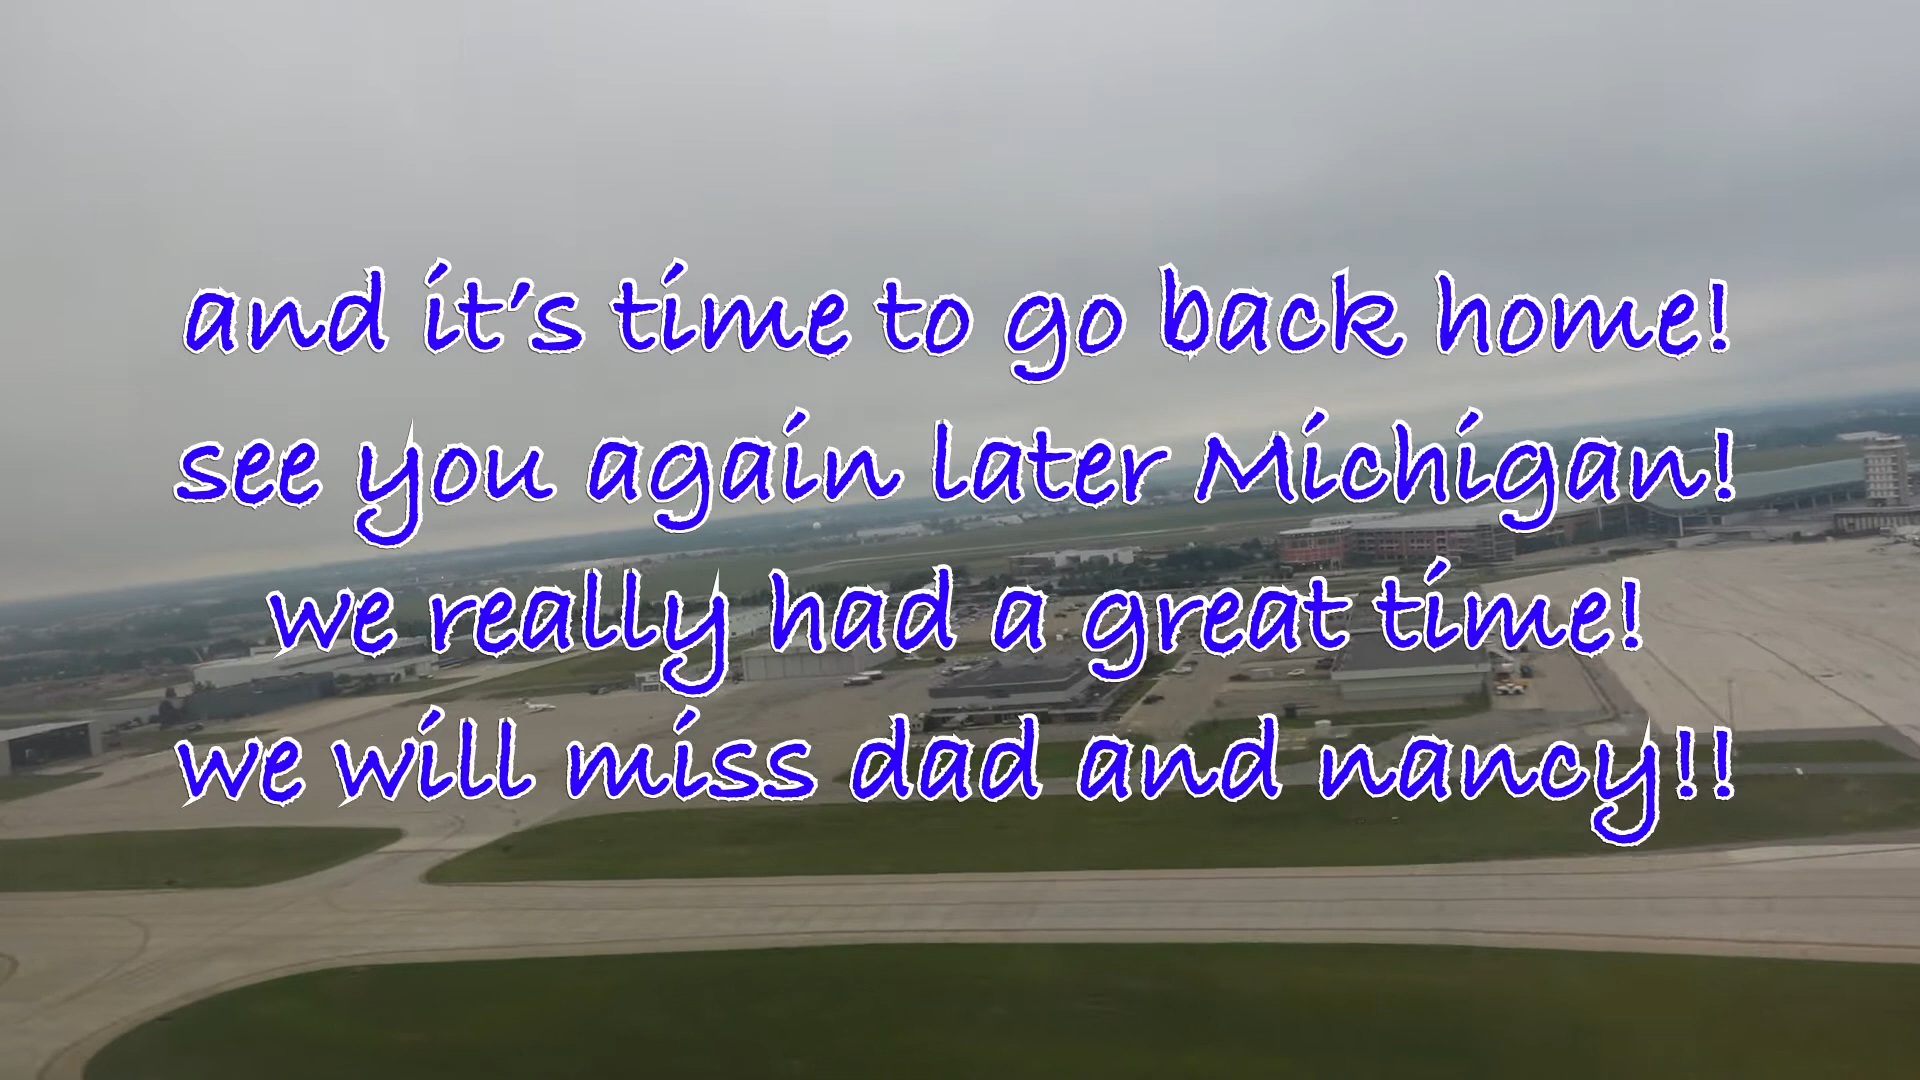 and it's time to go back home!
see you again later Michigan!
we really had a great time!
we will miss dad and nancy!!